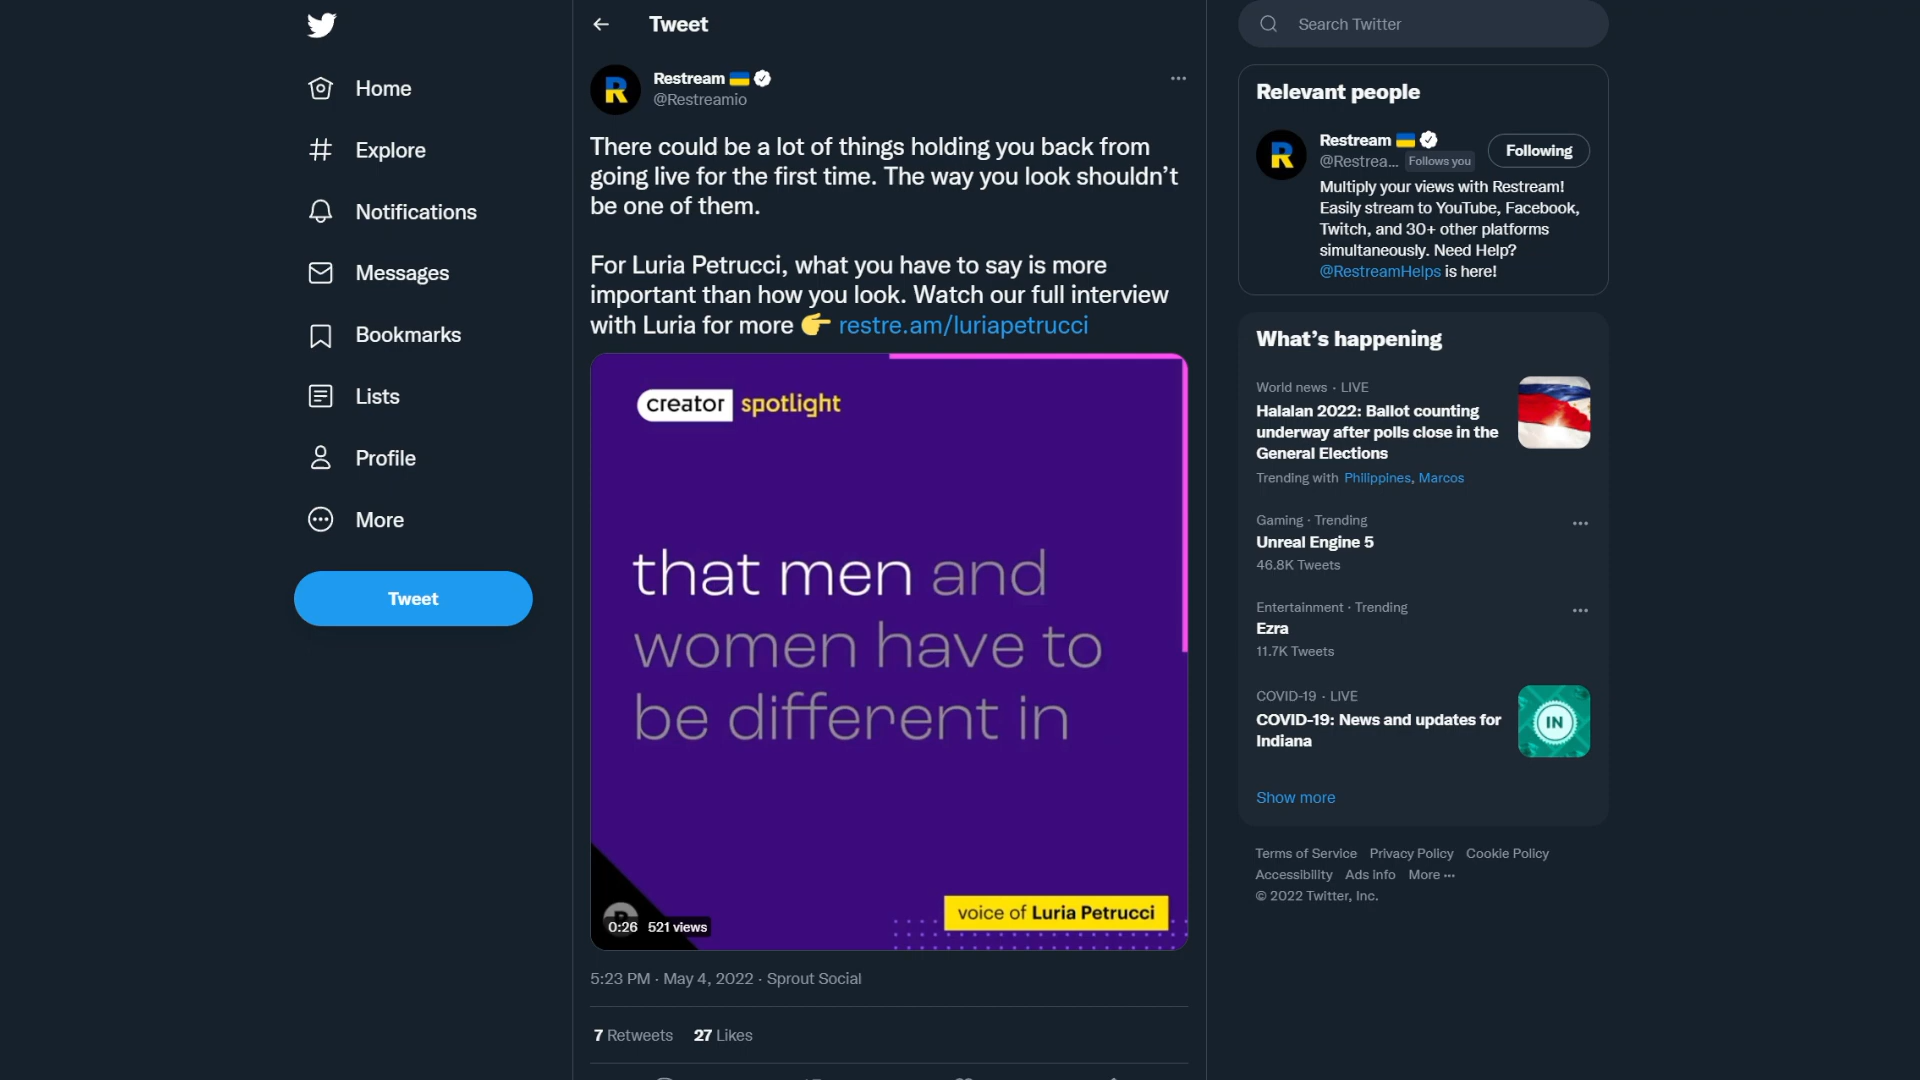 Home
Explore
Notifications
Messages
Bookmarks
Lists
Profile
More
Tweet
Tweet
Restream
@Restreamio
There could be a lot of things holding you back from
going live for the first time. The way you look shouldn’t
be one of them.
For Luria Petrucci, what you have to say is more
important than how you look. Watch our full interview
with Luria for more 👉 restre.am/luriapetrucci
creator spotlight
that men and
women have to
be different in
voice of Luria Petrucci
0:26 521 views
5:23 PM · May 4, 2022 · Sprout Social
7 Retweets 27 Likes
Search Twitter
Relevant people
Restream
@Restrea... Follows you
Following
Multiply your views with Restream!
Easily stream to YouTube, Facebook,
Twitch, and 30+ other platforms
simultaneously. Need Help?
@RestreamHelps is here!
What’s happening
World news · LIVE
Halalan 2022: Ballot counting
underway after polls close in the
General Elections
Trending with Philippines, Marcos
Gaming · Trending
Unreal Engine 5
46.8K Tweets
Entertainment · Trending
Ezra
11.7K Tweets
COVID-19 · LIVE
COVID-19: News and updates for
Indiana
IN
Show more
Terms of Service Privacy Policy Cookie Policy
Accessibility Ads info More ···
© 2022 Twitter, Inc.